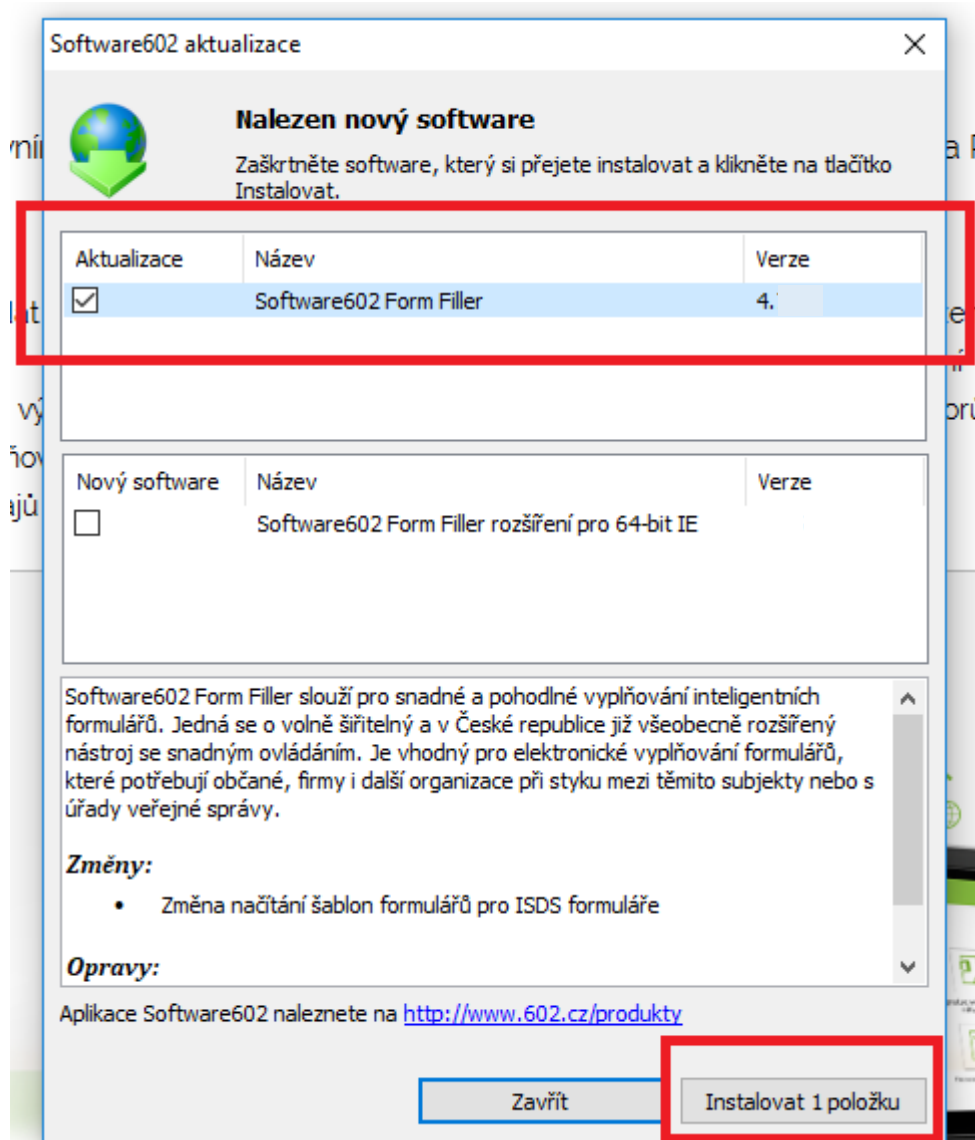 Software602 aktualizace
Nalezen nový software
Zaškrtněte software, který si přejete instalovat a klikněte na tlačítko
Instalovat.
Aktualizace Název Verze
Software602 Form Filler 4.
Nový software Název Verze
Software602 Form Filler rozšíření pro 64-bit IE
Software602 Form Filler slouží pro snadné a pohodlné vyplňování inteligentních
formulářů. Jedná se o volně šiřitelný a v České republice již všeobecně rozšířený
nástroj se snadným ovládáním. Je vhodný pro elektronické vyplňování formulářů,
které potřebují občané, firmy i další organizace při styku mezi těmito subjekty nebo s
úřady veřejné správy.
Změny:
• Změna načítání šablon formulářů pro ISDS formuláře
Opravy:
Aplikace Software602 naleznete na http://www.602.cz/produkty
Zavřít Instalovat 1 položku